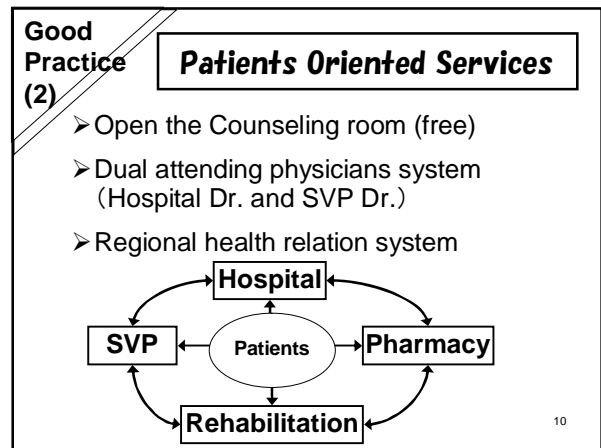 Good
Practice
(2)
Patients Oriented Services
➢Open the Counseling room (free)
➢Dual attending physicians system
（Hospital Dr. and SVP Dr.）
➢Regional health relation system
Hospital
SVP
Patients
Pharmacy
Rehabilitation
10